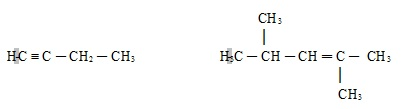 CH₃
|
HC ≡ C — CH₂ — CH₃    H₃C — CH — CH = C — CH₃
|
CH₃